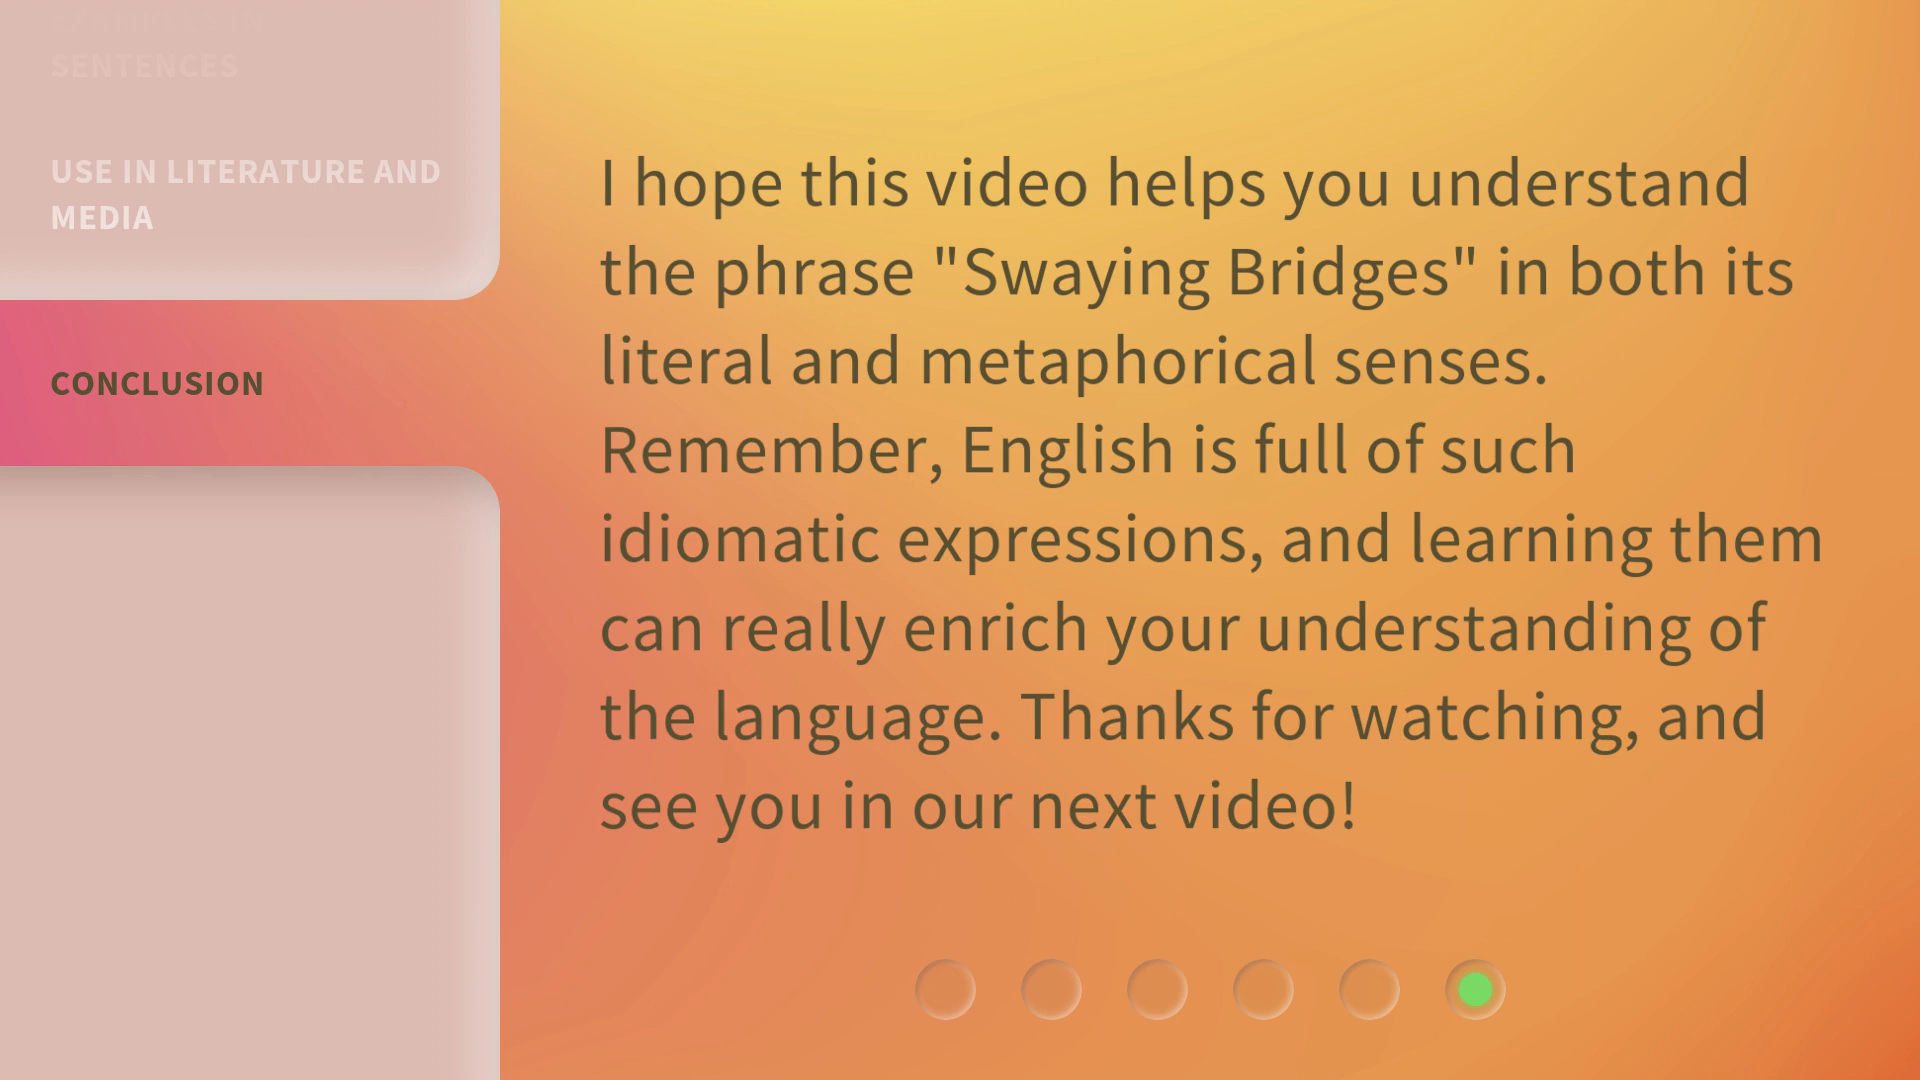 SENTENCES
USE IN LITERATURE AND
MEDIA
CONCLUSION
I hope this video helps you understand
the phrase "Swaying Bridges" in both its
literal and metaphorical senses.
Remember, English is full of such
idiomatic expressions, and learning them
can really enrich your understanding of
the language. Thanks for watching, and
see you in our next video!